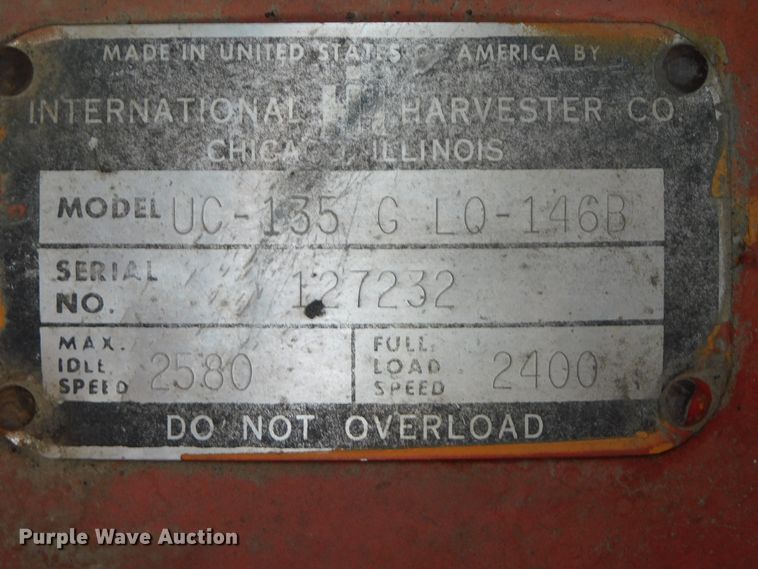 MADE IN UNITED STATES OF AMERICA BY
INTERNATIONAL IH HARVESTER CO.
CHICAGO, ILLINOIS
MODEL UC-135 G LQ-146B
SERIAL NO. 127232
MAX. IDLE SPEED 2580
FULL LOAD SPEED 2400
DO NOT OVERLOAD
Purple Wave Auction